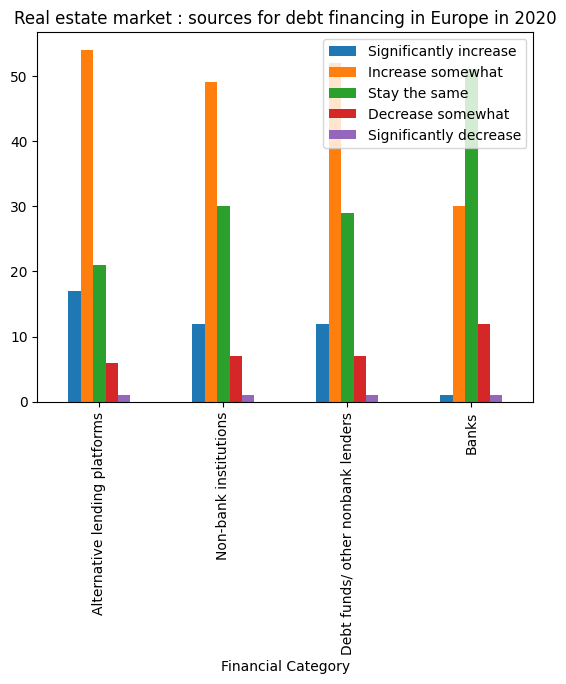 Real estate market : sources for debt financing in Europe in 2020
Significantly increase
Increase somewhat
Stay the same
Decrease somewhat
Significantly decrease
50
40
30
20
10
0
Alternative lending platforms
Non-bank institutions
Debt funds/ other nonbank lenders
Banks
Financial Category